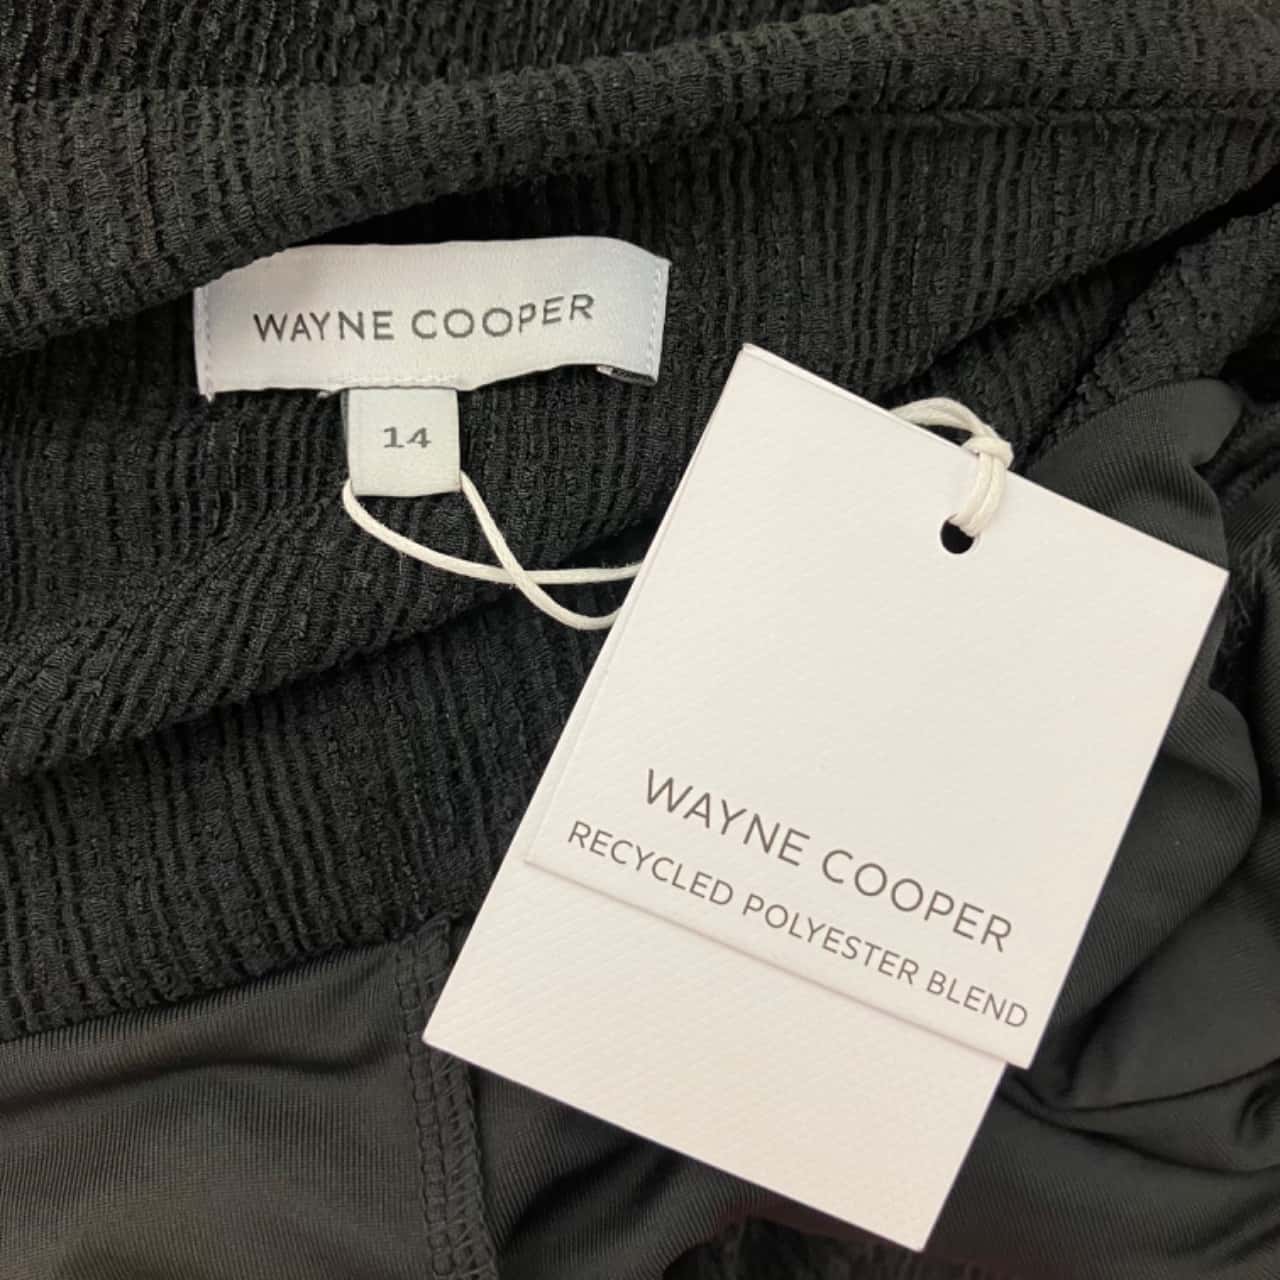 WAYNE COOPER
14
WAYNE COOPER
RECYCLED POLYESTER BLEND